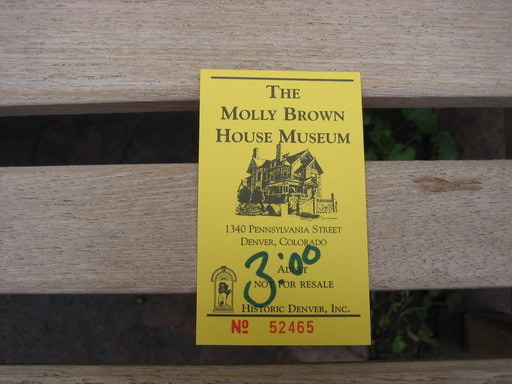 THE
MOLLY BROWN
HOUSE MUSEUM
1340 PENNSYLVANIA STREET
DENVER, COLORADO
ADMIT
3:00
NOT FOR RESALE
HISTORIC DENVER, INC.
Nº 52465